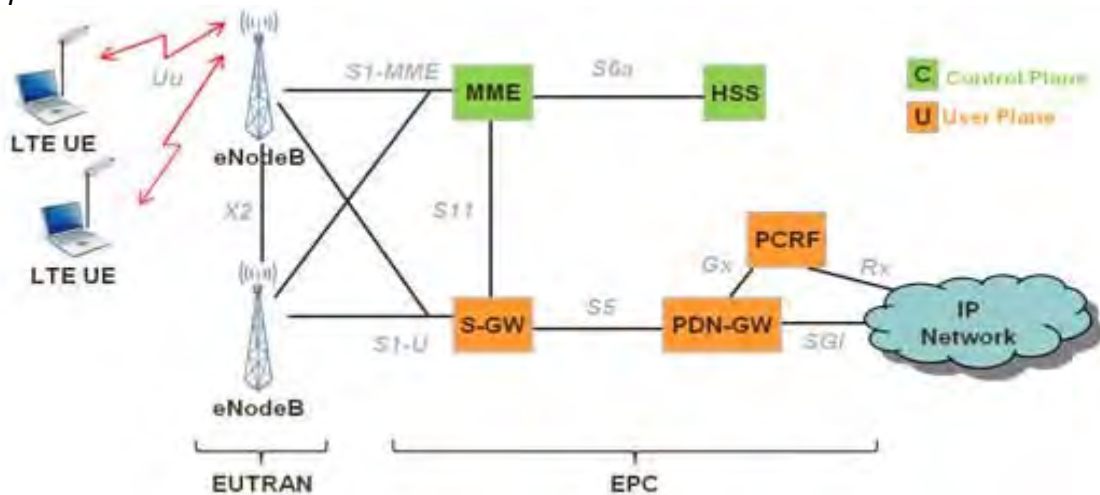 Uu
S1-MME
MME
S6a
HSS
C Control Plane
U User Plane
LTE UE
eNodeB
X2
S11
LTE UE
PCRF
Gx
Rx
IP
Network
S-GW
S5
PDN-GW
SGi
S1-U
eNodeB
EUTRAN
EPC